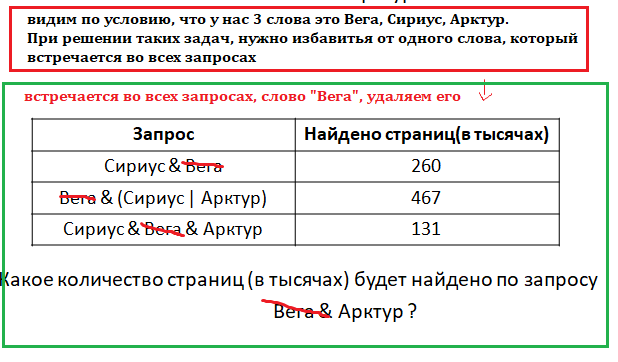 видим по условию, что у нас 3 слова это Вега, Сириус, Арктур.
При решении таких задач, нужно избавитья от одного слова, который
встречается во всех запросах
встречается во всех запросах, слово "Вега", удаляем его
Запрос Найдено страниц(в тысячах)
Сириус & Вега 260
Вега & (Сириус | Арктур) 467
Сириус & Вега & Арктур 131
Какое количество страниц (в тысячах) будет найдено по запросу
Вега & Арктур ?